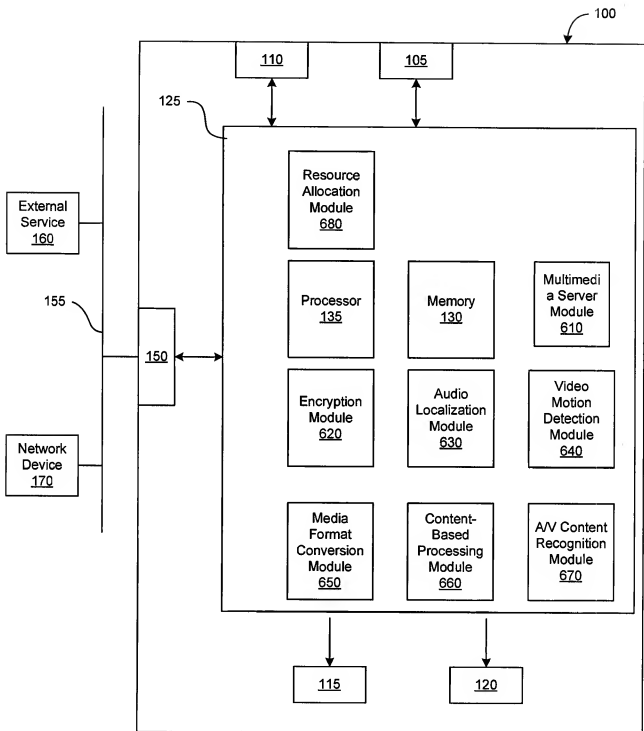 100
110
105
125
Resource
Allocation
Module
680
External
Service
160
Processor
135
Memory
130
Multimedi
a Server
Module
610
155
150
Encryption
Module
620
Audio
Localization
Module
630
Video
Motion
Detection
Module
640
Network
Device
170
Media
Format
Conversion
Module
650
Content-
Based
Processing
Module
660
A/V Content
Recognition
Module
670
115
120